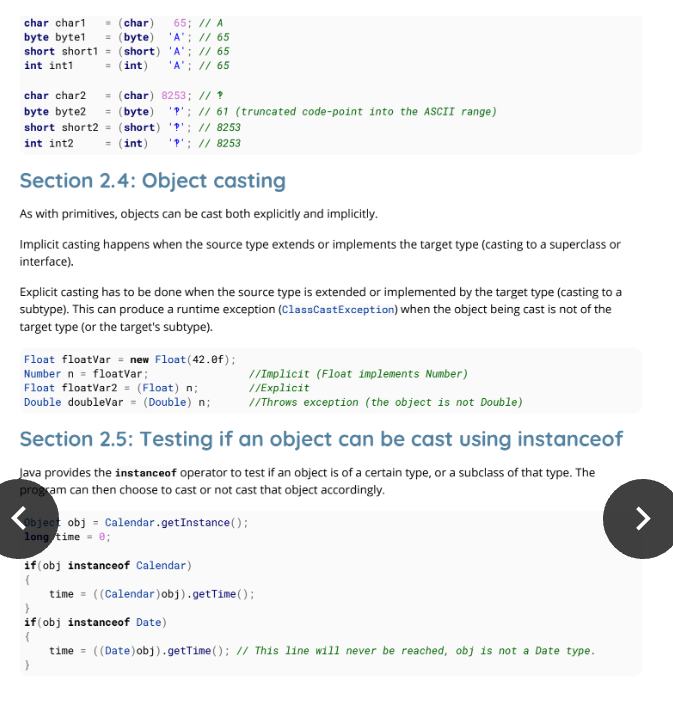 char char1   = (char)   65; // A
byte byte1   = (byte)  'A'; // 65
short short1 = (short) 'A'; // 65
int int1     = (int)   'A'; // 65
char char2   = (char) 8253; // ‽
byte byte2   = (byte)  '‽'; // 61 (truncated code-point into the ASCII range)
short short2 = (short) '‽'; // 8253
int int2     = (int)   '‽'; // 8253
Section 2.4: Object casting
As with primitives, objects can be cast both explicitly and implicitly.
Implicit casting happens when the source type extends or implements the target type (casting to a superclass or
interface).
Explicit casting has to be done when the source type is extended or implemented by the target type (casting to a
subtype). This can produce a runtime exception (ClassCastException) when the object being cast is not of the
target type (or the target's subtype).
Float floatVar = new Float(42.0f);
Number n = floatVar;               //Implicit (Float implements Number)
Float floatVar2 = (Float) n;       //Explicit
Double doubleVar = (Double) n;     //Throws exception (the object is not Double)
Section 2.5: Testing if an object can be cast using instanceof
Java provides the instanceof operator to test if an object is of a certain type, or a subclass of that type. The
program can then choose to cast or not cast that object accordingly.
Object obj = Calendar.getInstance();
long time = 0;
if(obj instanceof Calendar)
{
    time = ((Calendar)obj).getTime();
}
if(obj instanceof Date)
{
    time = ((Date)obj).getTime(); // This line will never be reached, obj is not a Date type.
}